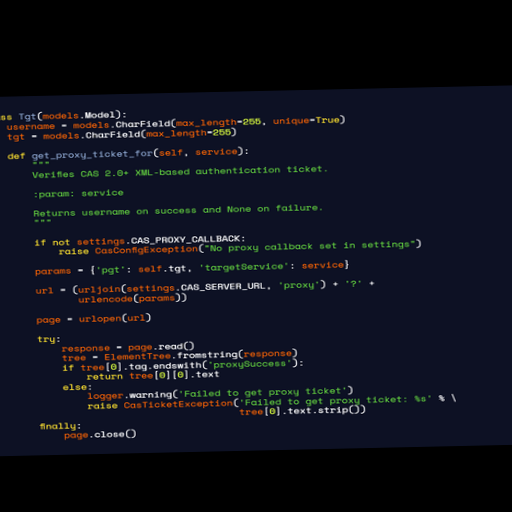 ss Tgt(models.Model):
username = models.CharField(max_length=255, unique=True)
tgt = models.CharField(max_length=255)
def get_proxy_ticket_for(self, service):
"""
Verifies CAS 2.0+ XML-based authentication ticket.
:param: service
Returns username on success and None on failure.
"""
if not settings.CAS_PROXY_CALLBACK:
raise CasConfigException("No proxy callback set in settings")
params = {'pgt': self.tgt, 'targetService': service}
url = (urljoin(settings.CAS_SERVER_URL, 'proxy') + '?' +
urlencode(params))
page = urlopen(url)
try:
response = page.read()
tree = ElementTree.fromstring(response)
if tree[0].tag.endswith('proxySuccess'):
return tree[0][0].text
else:
logger.warning('Failed to get proxy ticket')
raise CasTicketException('Failed to get proxy ticket: %s' % \
tree[0].text.strip())
finally:
page.close()